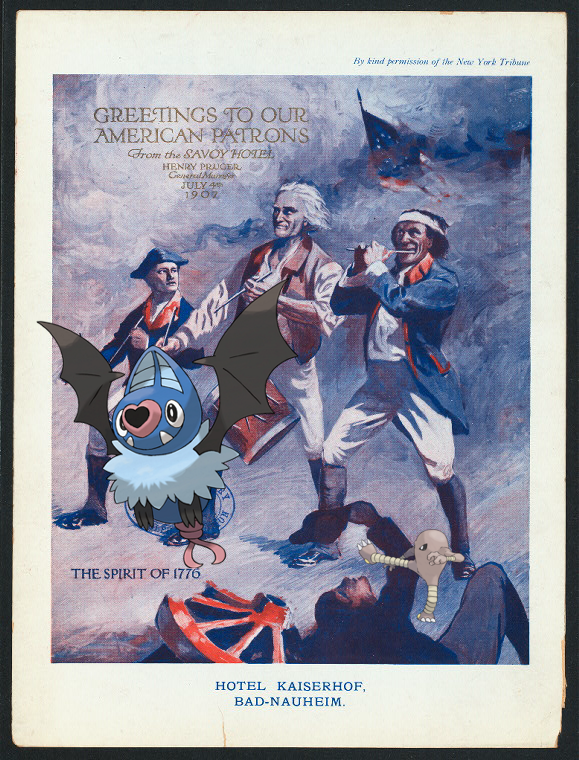 By kind permission of the New York Tribune
GREETINGS TO OUR
AMERICAN PATRONS
From the SAVOY HOTEL
HENRY PRUGER
General Manager
JULY 4th
1907
THE SPIRIT OF 1776
HOTEL KAISERHOF,
BAD-NAUHEIM.